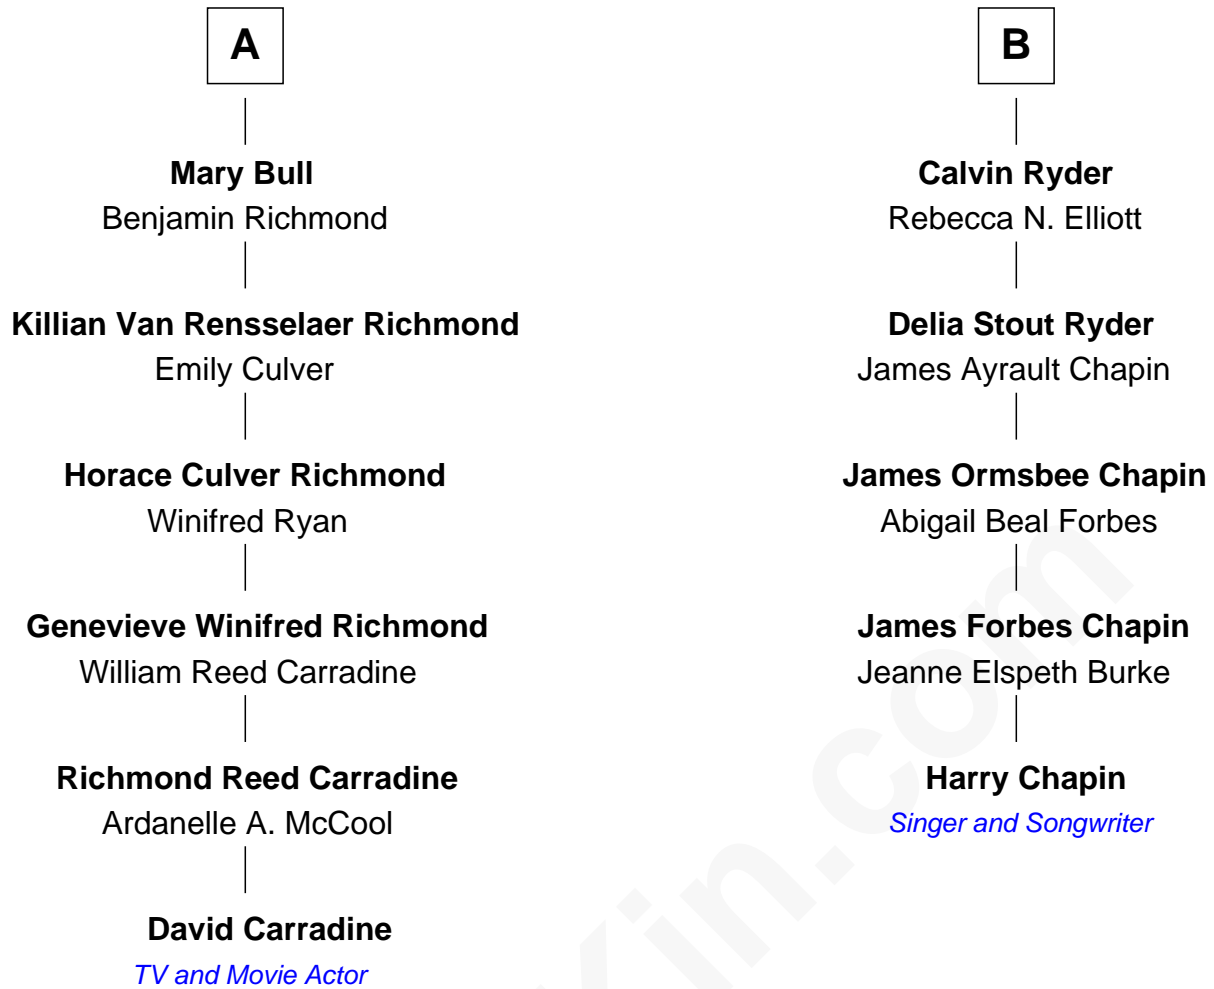 A
Mary Bull
Benjamin Richmond
Killian Van Rensselaer Richmond
Emily Culver
Horace Culver Richmond
Winifred Ryan
Genevieve Winifred Richmond
William Reed Carradine
Richmond Reed Carradine
Ardanelle A. McCool
David Carradine
TV and Movie Actor
B
Calvin Ryder
Rebecca N. Elliott
Delia Stout Ryder
James Ayrault Chapin
James Ormsbee Chapin
Abigail Beal Forbes
James Forbes Chapin
Jeanne Elspeth Burke
Harry Chapin
Singer and Songwriter